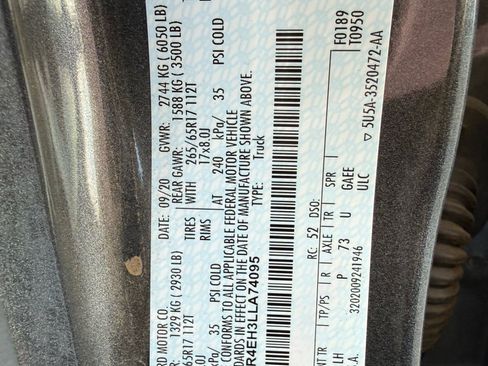 RD MOTOR CO.
DATE: 09/20 GVWR: 2744 KG ( 6050 LB)
1329 KG (2930 LB) REAR GAWR: 1588 KG ( 3500 LB)
65R17 112T TIRES WITH 265/65R17 112T
RIMS 17x8.0J
kPa/ 35 PSI COLD AT 240 kPa/ 35 PSI COLD
CONFORMS TO ALL APPLICABLE FEDERAL MOTOR VEHICLE
DARDS IN EFFECT ON THE DATE OF MANUFACTURE SHOWN ABOVE.
R4EH3LLA74095 TYPE: Truck
F0189
T0950
RC: 52 DSO:
NT TR TP/PS R AXLE TR SPR
LH P 73 U GAEE
.A. 3202009241946 ULC
▽ 5U5A-3520472-AA